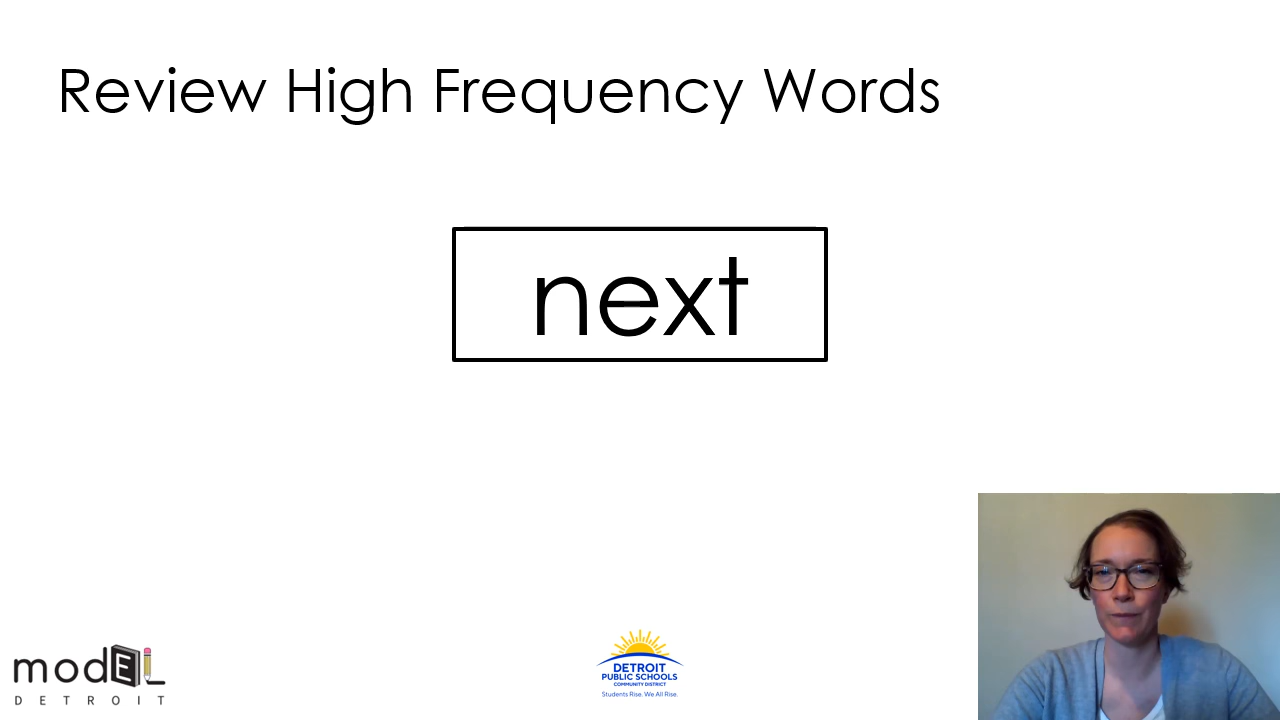 Review High Frequency Words
next
modEL
DETROIT
DETROIT
PUBLIC SCHOOLS
COMMUNITY DISTRICT
Students Rise. We All Rise.